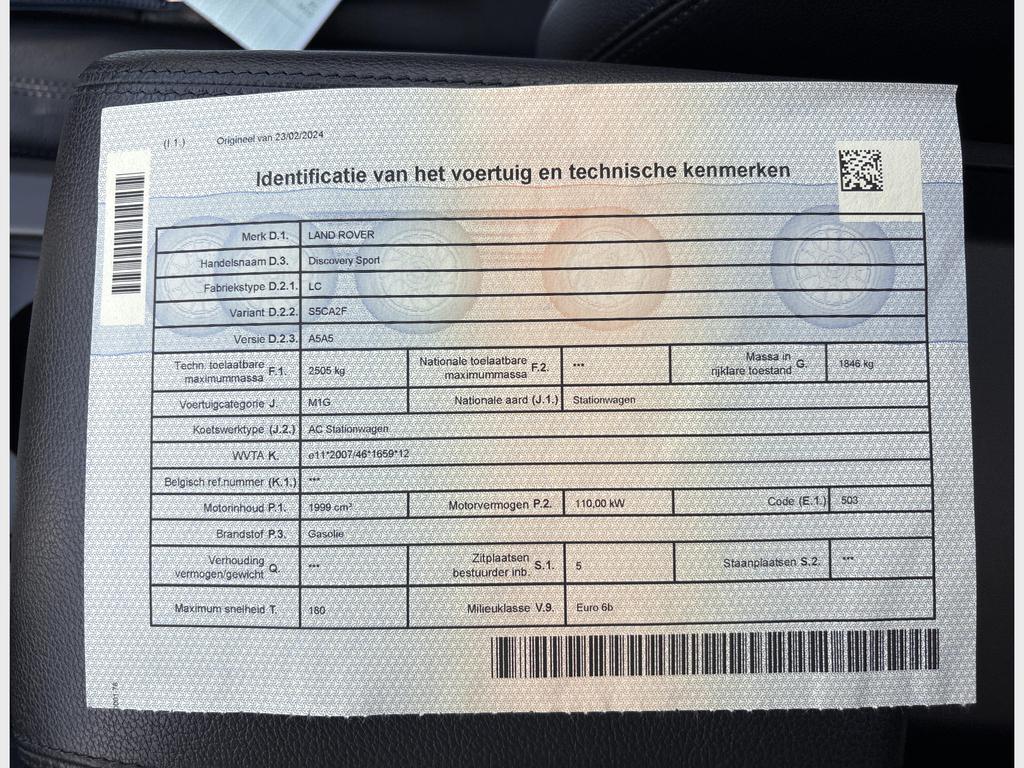 (I.1.) Origineel van 23/02/2024
Identificatie van het voertuig en technische kenmerken
Merk D.1. LAND ROVER
Handelsnaam D.3. Discovery Sport
Fabriekstype D.2.1. LC
Variant D.2.2. S5CA2F
Versie D.2.3. A5A5
Techn. toelaatbare maximummassa F.1. 2505 kg Nationale toelaatbare maximummassa F.2. *** Massa in rijklare toestand G. 1846 kg
Voertuigcategorie J. M1G Nationale aard (J.1.) Stationwagen
Koetswerktype (J.2.) AC Stationwagen
WVTA K. e11*2007/46*1659*12
Belgisch ref.nummer (K.1.) ***
Motorinhoud P.1. 1999 cm³ Motorvermogen P.2. 110,00 kW Code (E.1.) 503
Brandstof P.3. Gasolie
Verhouding vermogen/gewicht Q. *** Zitplaatsen bestuurder inb. S.1. 5 Staanplaatsen S.2. ***
Maximum snelheid T. 180 Milieuklasse V.9. Euro 6b